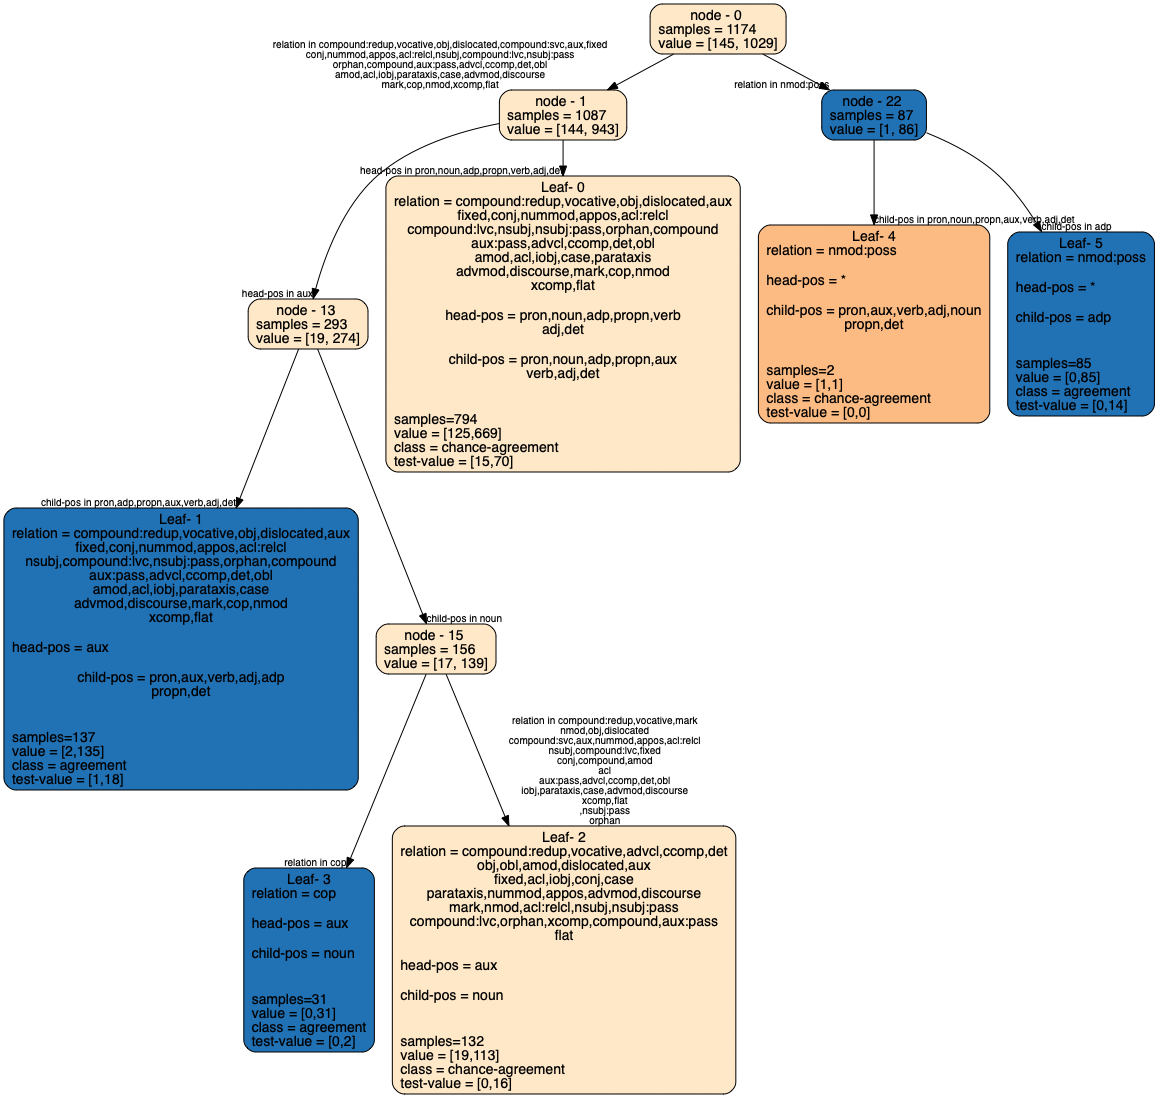 node - 0
samples = 1174
value = [145, 1029]
relation in compound:redup,vocative,obj,dislocated,compound:svc,aux,fixed
conj,nummod,appos,acl:relcl,nsubj,compound:lvc,nsubj:pass
orphan,compound,aux:pass,advcl,ccomp,det,obl
amod,acl,iobj,parataxis,case,advmod,discourse
mark,cop,nmod,xcomp,flat
relation in nmod:poss
node - 1
samples = 1087
value = [144, 943]
node - 22
samples = 87
value = [1, 86]
head-pos in pron,noun,adp,propn,verb,adj,det
Leaf- 0
relation = compound:redup,vocative,obj,dislocated,aux
fixed,conj,nummod,appos,acl:relcl
compound:lvc,nsubj,nsubj:pass,orphan,compound
aux:pass,advcl,ccomp,det,obl
amod,acl,iobj,case,parataxis
advmod,discourse,mark,cop,nmod
xcomp,flat
head-pos = pron,noun,adp,propn,verb
adj,det
child-pos = pron,noun,adp,propn,aux
verb,adj,det
samples=794
value = [125,669]
class = chance-agreement
test-value = [15,70]
child-pos in pron,noun,propn,aux,verb,adj,det
Leaf- 4
relation = nmod:poss
head-pos = *
child-pos = pron,aux,verb,adj,noun
propn,det
samples=2
value = [1,1]
class = chance-agreement
test-value = [0,0]
child-pos in adp
Leaf- 5
relation = nmod:poss
head-pos = *
child-pos = adp
samples=85
value = [0,85]
class = agreement
test-value = [0,14]
head-pos in aux
node - 13
samples = 293
value = [19, 274]
child-pos in pron,adp,propn,aux,verb,adj,det
Leaf- 1
relation = compound:redup,vocative,obj,dislocated,aux
fixed,conj,nummod,appos,acl:relcl
nsubj,compound:lvc,nsubj:pass,orphan,compound
aux:pass,advcl,ccomp,det,obl
amod,acl,iobj,parataxis,case
advmod,discourse,mark,cop,nmod
xcomp,flat
head-pos = aux
child-pos = pron,aux,verb,adj,adp
propn,det
samples=137
value = [2,135]
class = agreement
test-value = [1,18]
child-pos in noun
node - 15
samples = 156
value = [17, 139]
relation in compound:redup,vocative,mark
nmod,obj,dislocated
compound:svc,aux,nummod,appos,acl:relcl
nsubj,compound:lvc,fixed
conj,compound,amod
acl
aux:pass,advcl,ccomp,det,obl
iobj,parataxis,case,advmod,discourse
xcomp,flat
,nsubj:pass
orphan
relation in cop
Leaf- 3
relation = cop
head-pos = aux
child-pos = noun
samples=31
value = [0,31]
class = agreement
test-value = [0,2]
Leaf- 2
relation = compound:redup,vocative,advcl,ccomp,det
obj,obl,amod,dislocated,aux
fixed,acl,iobj,conj,case
parataxis,nummod,appos,advmod,discourse
mark,nmod,acl:relcl,nsubj,nsubj:pass
compound:lvc,orphan,xcomp,compound,aux:pass
flat
head-pos = aux
child-pos = noun
samples=132
value = [19,113]
class = chance-agreement
test-value = [0,16]